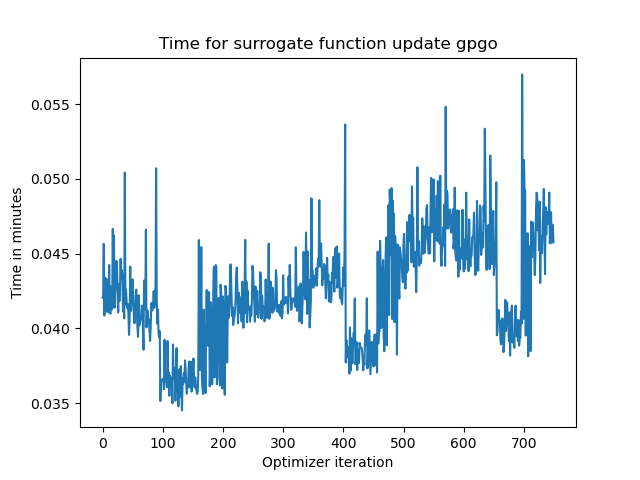 Time for surrogate function update gpgo
0.055
0.050
0.045
0.040
0.035
Time in minutes
0 100 200 300 400 500 600 700
Optimizer iteration